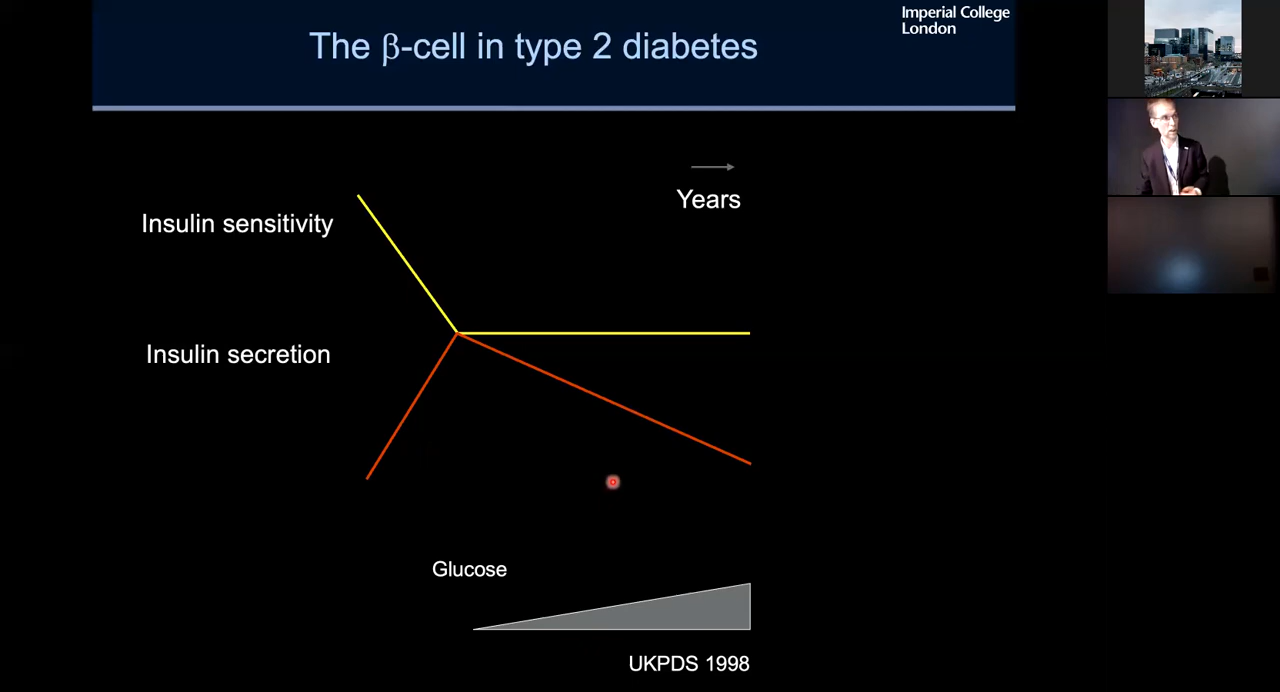 The β-cell in type 2 diabetes
Imperial College
London
Years
Insulin sensitivity
Insulin secretion
Glucose
UKPDS 1998